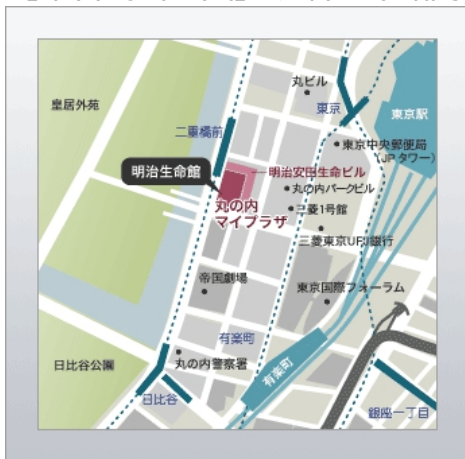 丸ビル
皇居外苑
東京
東京駅
二重橋前
東京中央郵便局
(JPタワー)
明治生命館
明治安田生命ビル
丸の内パークビル
丸の内
マイプラザ
三菱1号館
三菱東京UFJ銀行
帝国劇場
東京国際フォーラム
有楽町
日比谷公園
丸の内警察署
有楽町
日比谷
銀座一丁目